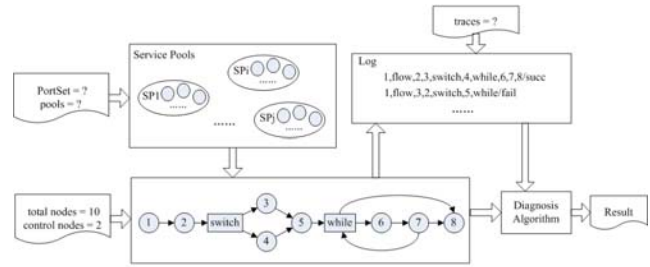 traces = ?
Service Pools
SPi
......
SP1
......
SPj
......
......
PortSet = ?
pools = ?
Log
1,flow,2,3,switch,4,while,6,7,8/succ
1,flow,3,2,switch,5,while/fail
......
total nodes = 10
control nodes = 2
1
2
switch
3
4
5
while
6
7
8
Diagnosis
Algorithm
Result